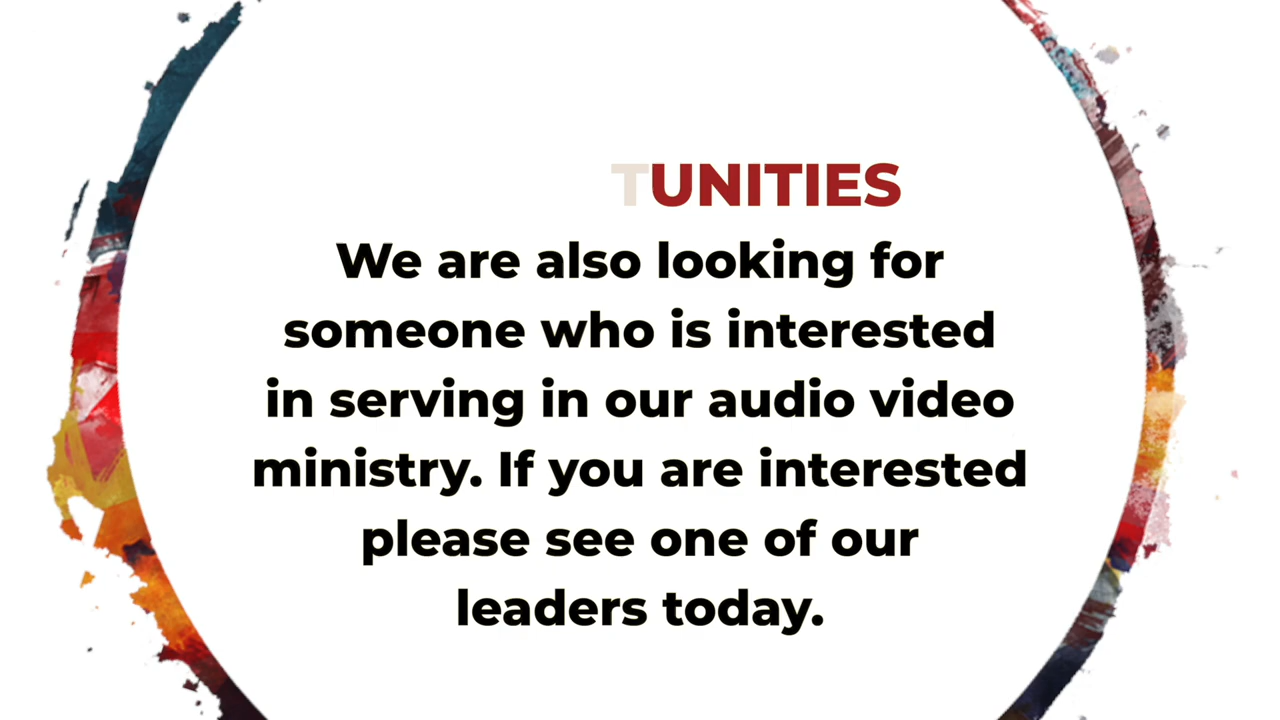 TUNITIES
We are also looking for
someone who is interested
in serving in our audio video
ministry. If you are interested
please see one of our
leaders today.